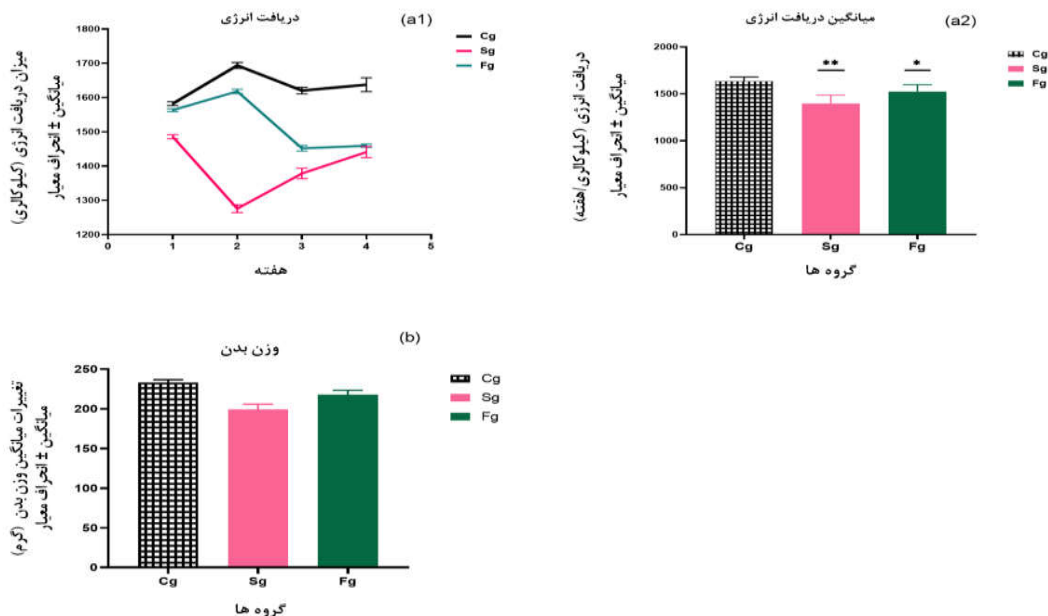 دریافت انرژی
(a1)
میزان دریافت انرژی (کیلوکالری)
میانگین ± انحراف معیار
1800
1700
1600
1500
1400
1300
1200
0
1
2
3
4
5
هفته
Cg
Sg
Fg
میانگین دریافت انرژی
(a2)
دریافت انرژی (کیلوکالری/هفته)
میانگین ± انحراف معیار
2000
1500
1000
500
0
**
*
Cg
Sg
Fg
گروه ها
Cg
Sg
Fg
وزن بدن
(b)
تغییرات میانگین وزن بدن (گرم)
میانگین ± انحراف معیار
250
200
150
100
50
0
Cg
Sg
Fg
گروه ها
Cg
Sg
Fg